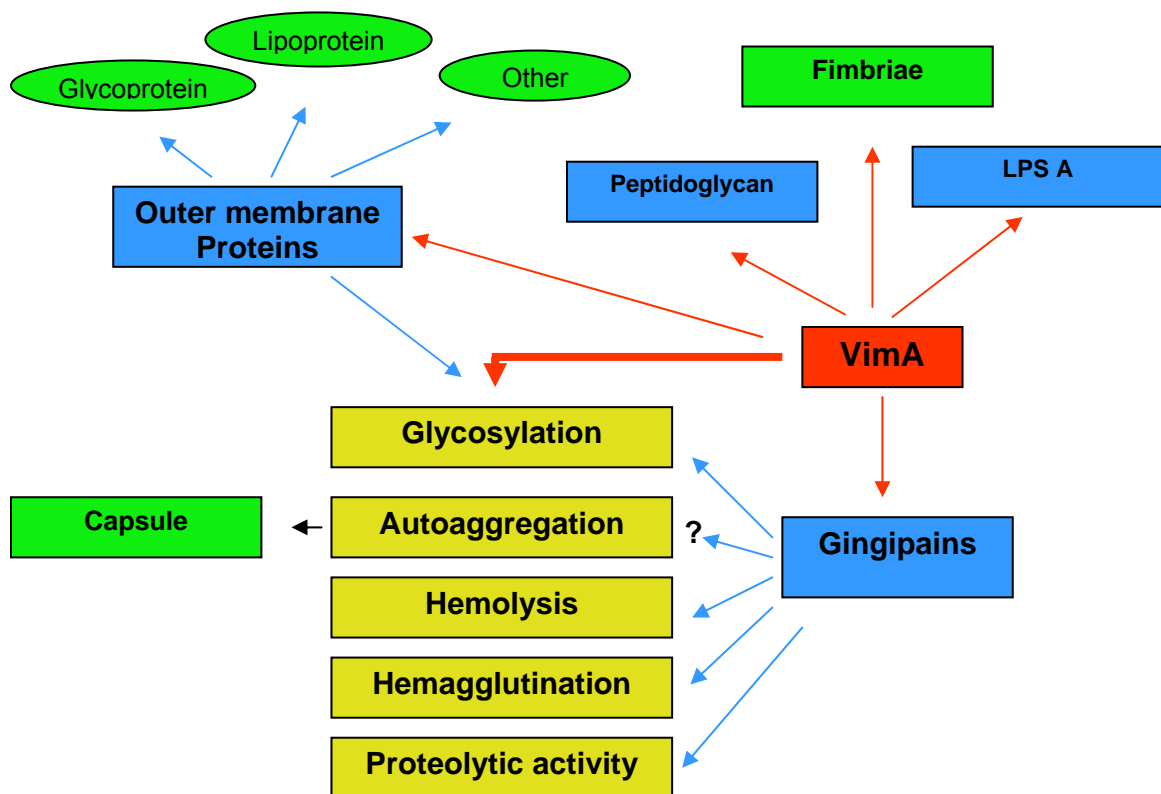 Lipoprotein
Glycoprotein
Other
Fimbriae
Peptidoglycan
LPS A
Outer membrane
Proteins
VimA
Glycosylation
Capsule
Autoaggregation
?
Gingipains
Hemolysis
Hemagglutination
Proteolytic activity